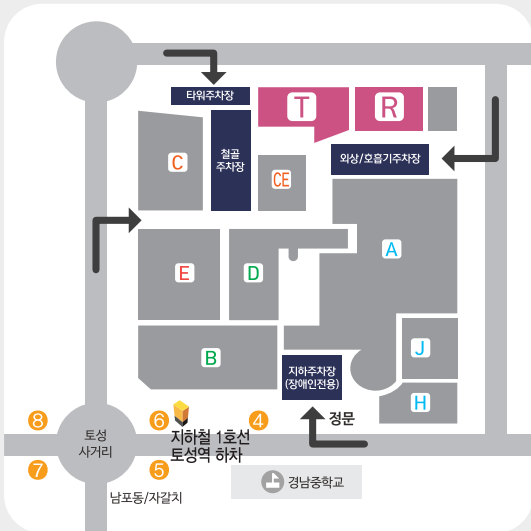 타워주차장
T
R
철골
주차장
외상/호흡기주차장
C
CE
A
E
D
B
J
지하주차장
(장애인전용)
H
정문
8
6
4
토성
사거리
지하철 1호선
토성역 하차
7
5
경남중학교
남포동/자갈치